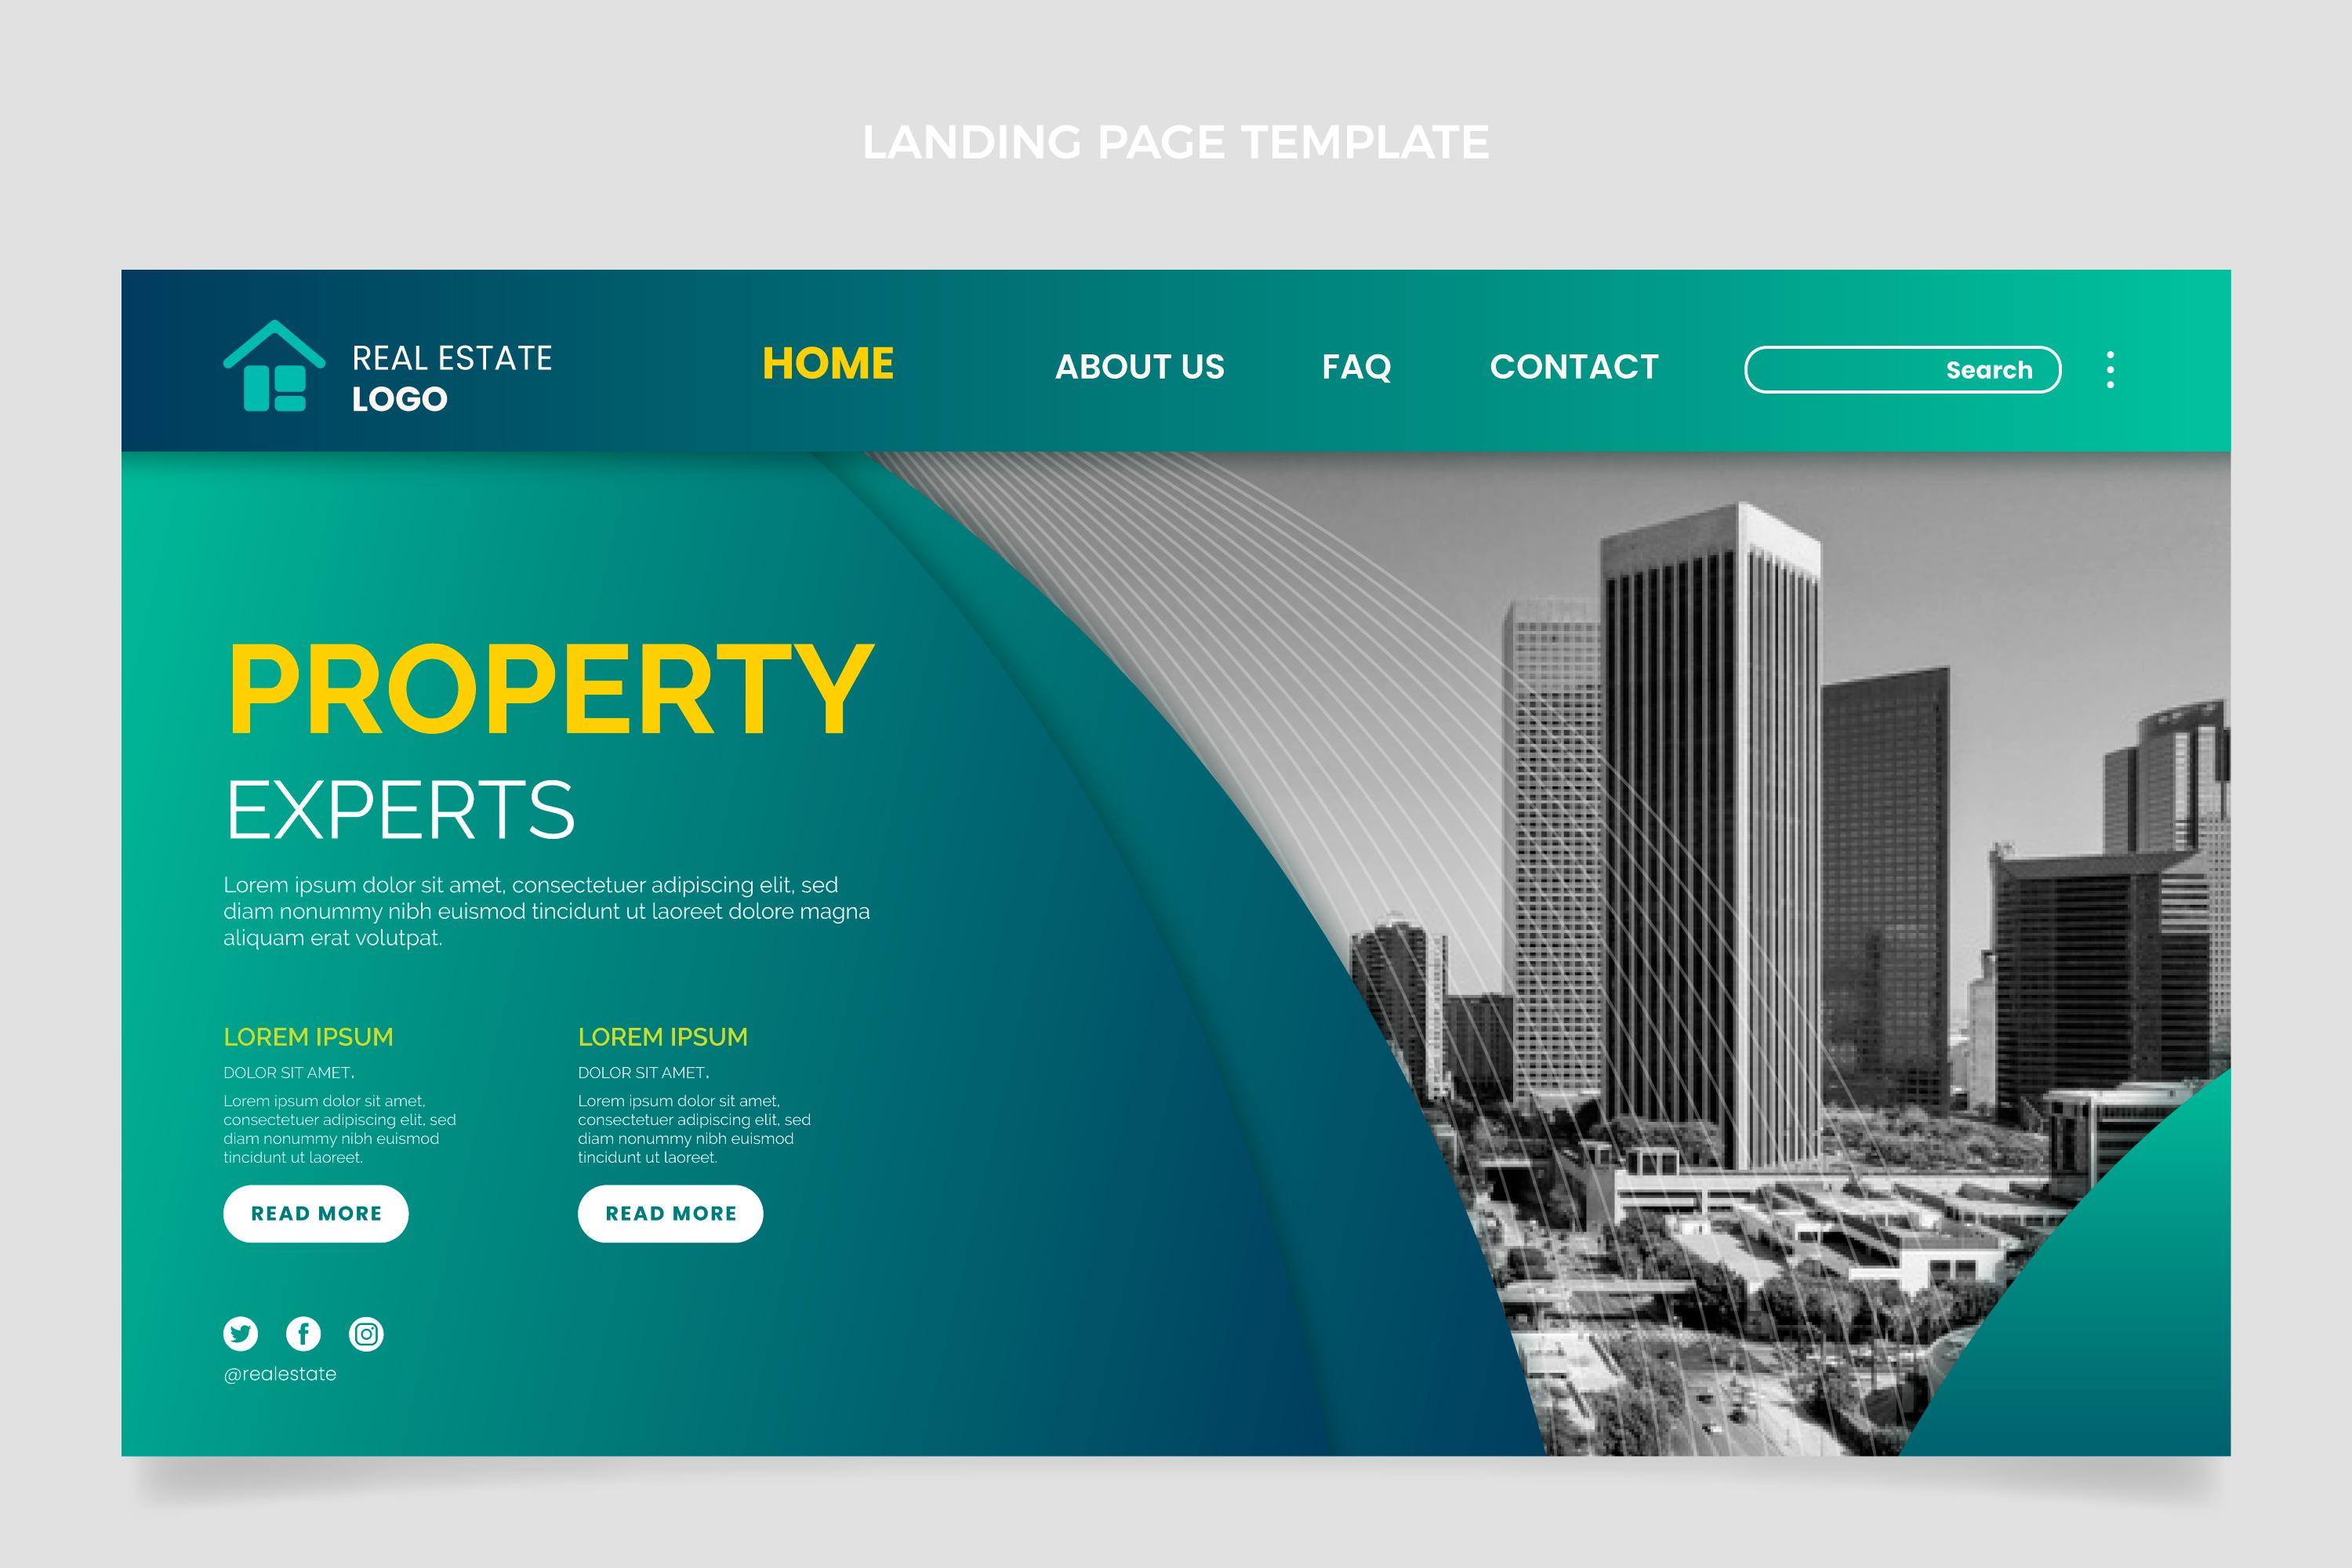 LANDING PAGE TEMPLATE
REAL ESTATE
LOGO
HOME
ABOUT US
FAQ
CONTACT
Search
PROPERTY
EXPERTS
Lorem ipsum dolor sit amet, consectetuer adipiscing elit, sed
diam nonummy nibh euismod tincidunt ut laoreet dolore magna
aliquam erat volutpat.
LOREM IPSUM
DOLOR SIT AMET.
Lorem ipsum dolor sit amet,
consectetuer adipiscing elit, sed
diam nonummy nibh euismod
tincidunt ut laoreet.
READ MORE
LOREM IPSUM
DOLOR SIT AMET.
Lorem ipsum dolor sit amet,
consectetuer adipiscing elit, sed
diam nonummy nibh euismod
tincidunt ut laoreet.
READ MORE
@realestate